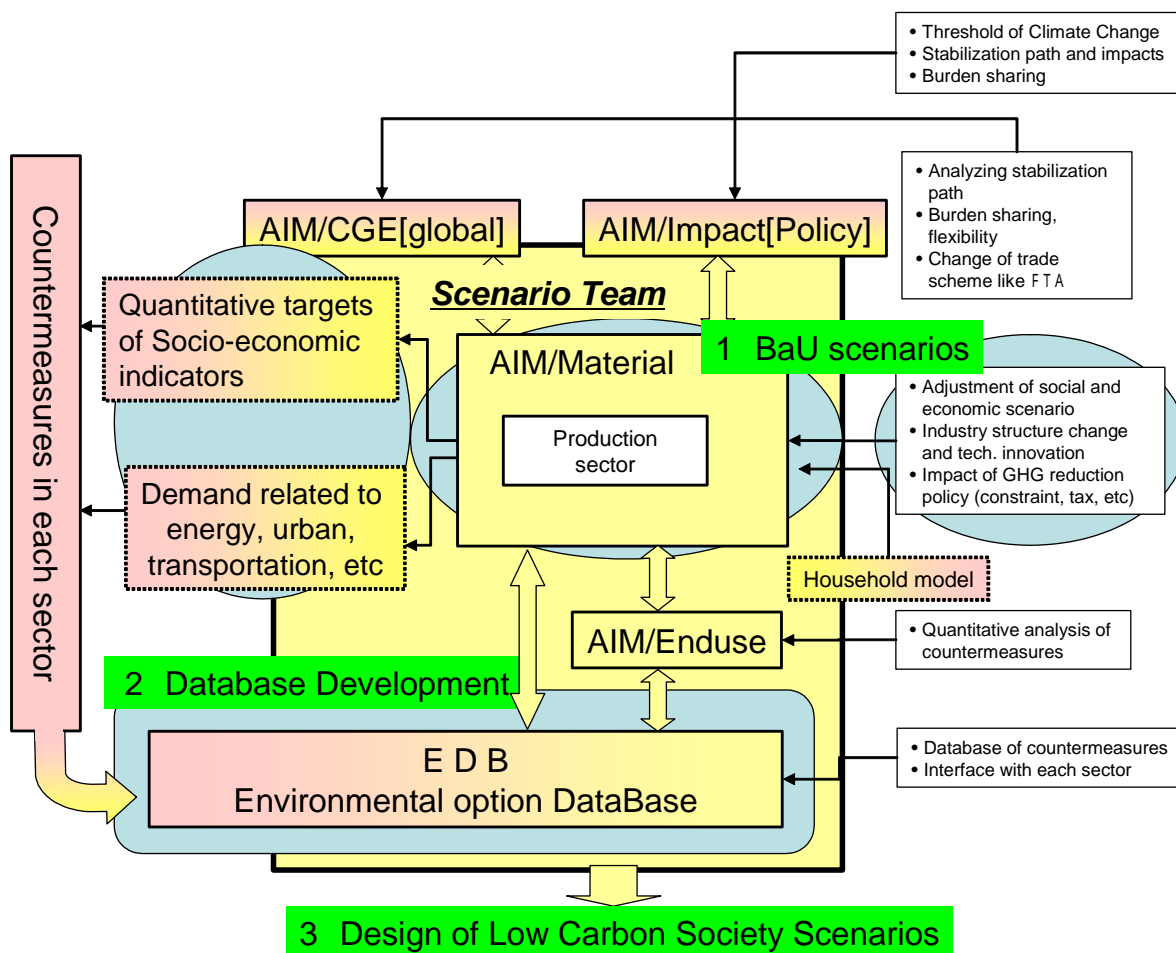 • Threshold of Climate Change
• Stabilization path and impacts
• Burden sharing
• Analyzing stabilization
path
• Burden sharing,
flexibility
• Change of trade
scheme like FTA
AIM/CGE[global]
AIM/Impact[Policy]
Scenario Team
Countermeasures in each sector
Quantitative targets
of Socio-economic
indicators
1 BaU scenarios
AIM/Material
Production
sector
• Adjustment of social and
economic scenario
• Industry structure change
and tech. innovation
• Impact of GHG reduction
policy (constraint, tax, etc)
Demand related to
energy, urban,
transportation, etc
Household model
AIM/Enduse
• Quantitative analysis of
countermeasures
2 Database Development
E D B
Environmental option DataBase
• Database of countermeasures
• Interface with each sector
3 Design of Low Carbon Society Scenarios